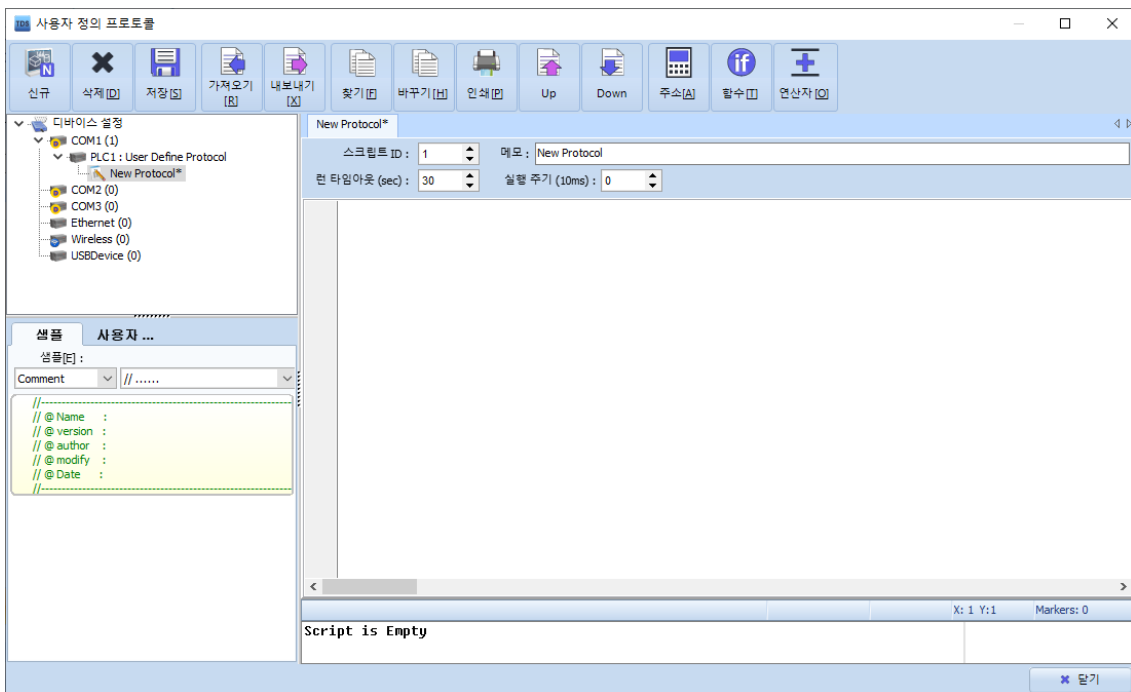 TDS 사용자 정의 프로토콜
신규
삭제[D]
저장[S]
가져오기
[R]
내보내기
[X]
찾기[F]
바꾸기[H]
인쇄[P]
Up
Down
주소[A]
if
함수[I]
연산자[O]
디바이스 설정
COM1 (1)
PLC1 : User Define Protocol
New Protocol*
COM2 (0)
COM3 (0)
Ethernet (0)
Wireless (0)
USBDevice (0)
New Protocol*
스크립트 ID : 1 메모 : New Protocol
런 타임아웃 (sec) : 30 실행 주기 (10ms) : 0
샘플 사용자 ...
샘플[E] :
Comment // ......
//------------------------------------------------------------
// @ Name :
// @ version :
// @ author :
// @ modify :
// @ Date :
//------------------------------------------------------------
X: 1 Y:1 Markers: 0
Script is Empty
닫기